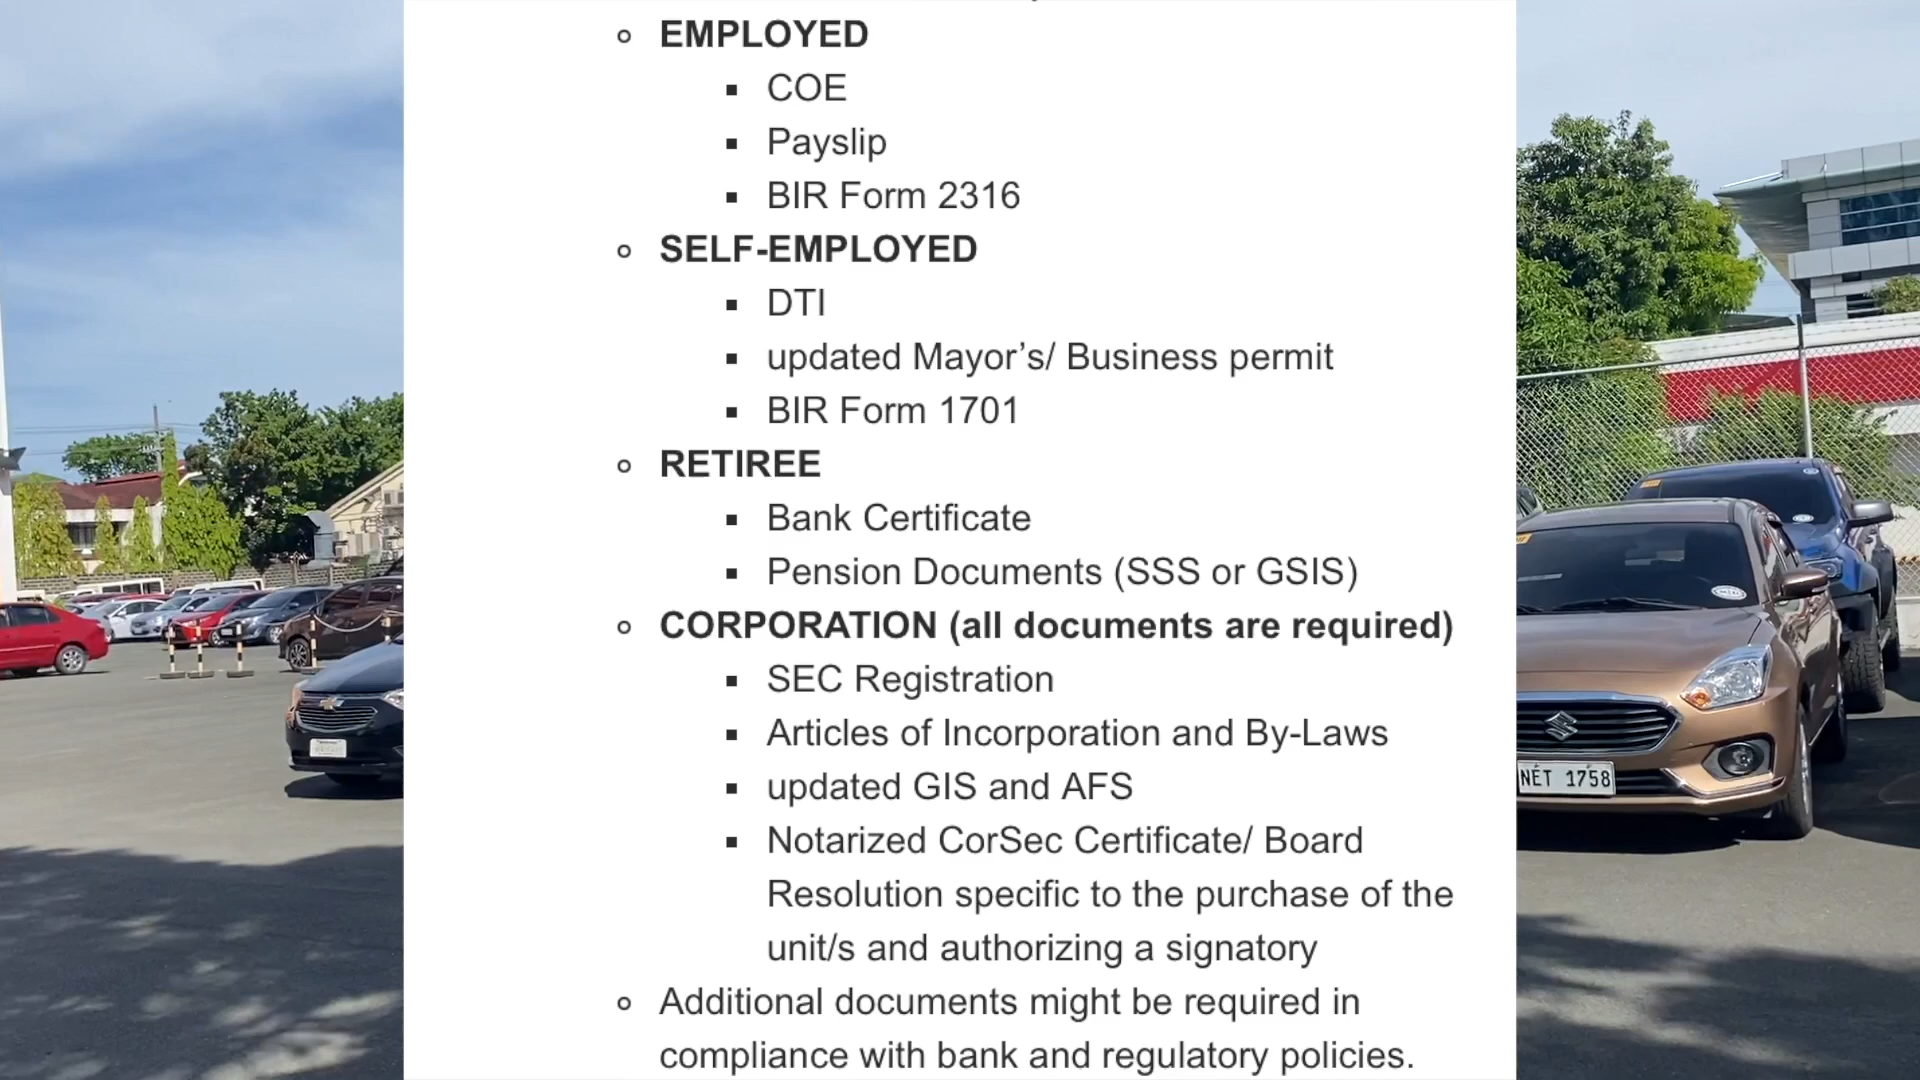 EMPLOYED
COE
Payslip
BIR Form 2316
SELF-EMPLOYED
DTI
updated Mayor’s/ Business permit
BIR Form 1701
RETIREE
Bank Certificate
Pension Documents (SSS or GSIS)
CORPORATION (all documents are required)
SEC Registration
Articles of Incorporation and By-Laws
updated GIS and AFS
Notarized CorSec Certificate/ Board
Resolution specific to the purchase of the
unit/s and authorizing a signatory
Additional documents might be required in
compliance with bank and regulatory policies.
NET 1758